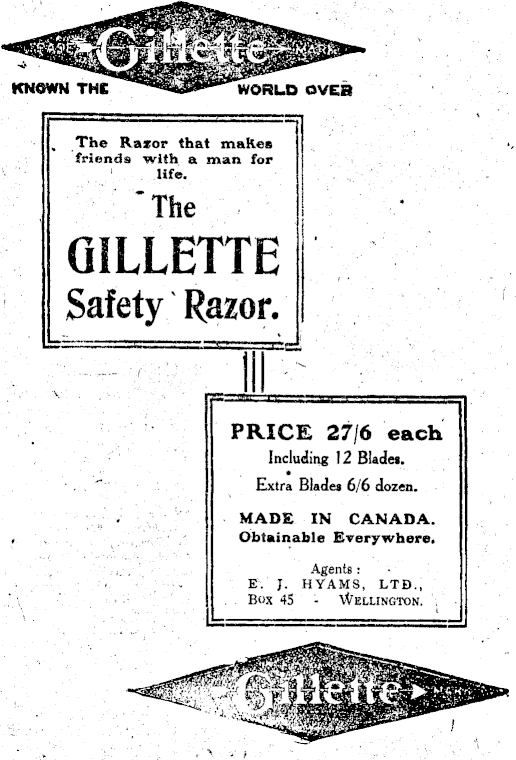 Gillette
KNOWN THE WORLD OVER
The Razor that makes
friends with a man for
life.
The
GILLETTE
Safety Razor.
PRICE 27/6 each
Including 12 Blades.
Extra Blades 6/6 dozen.
MADE IN CANADA.
Obtainable Everywhere.
Agents :
E. J. HYAMS, LTD.,
Box 45 - WELLINGTON.
Gillette